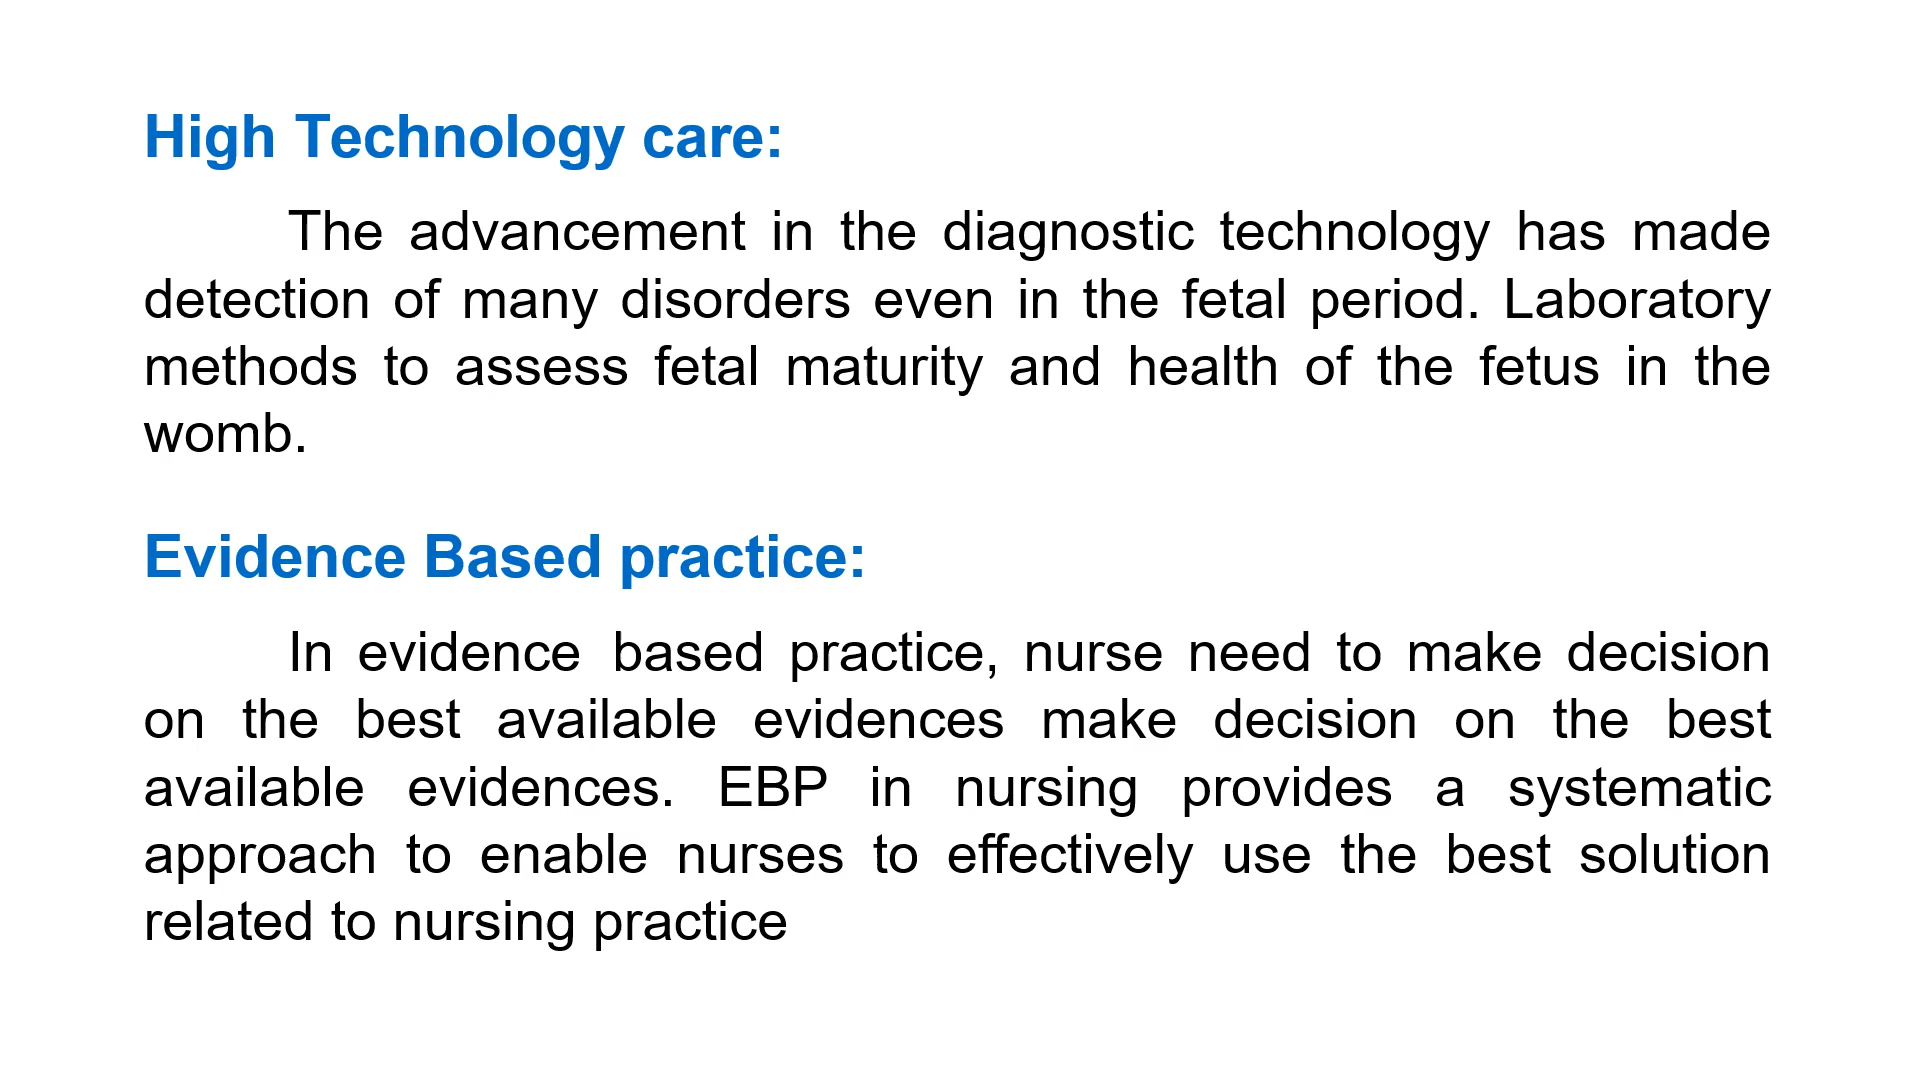 High Technology care:
The advancement in the diagnostic technology has made
detection of many disorders even in the fetal period. Laboratory
methods to assess fetal maturity and health of the fetus in the
womb.
Evidence Based practice:
In evidence based practice, nurse need to make decision
on the best available evidences make decision on the best
available evidences. EBP in nursing provides a systematic
approach to enable nurses to effectively use the best solution
related to nursing practice